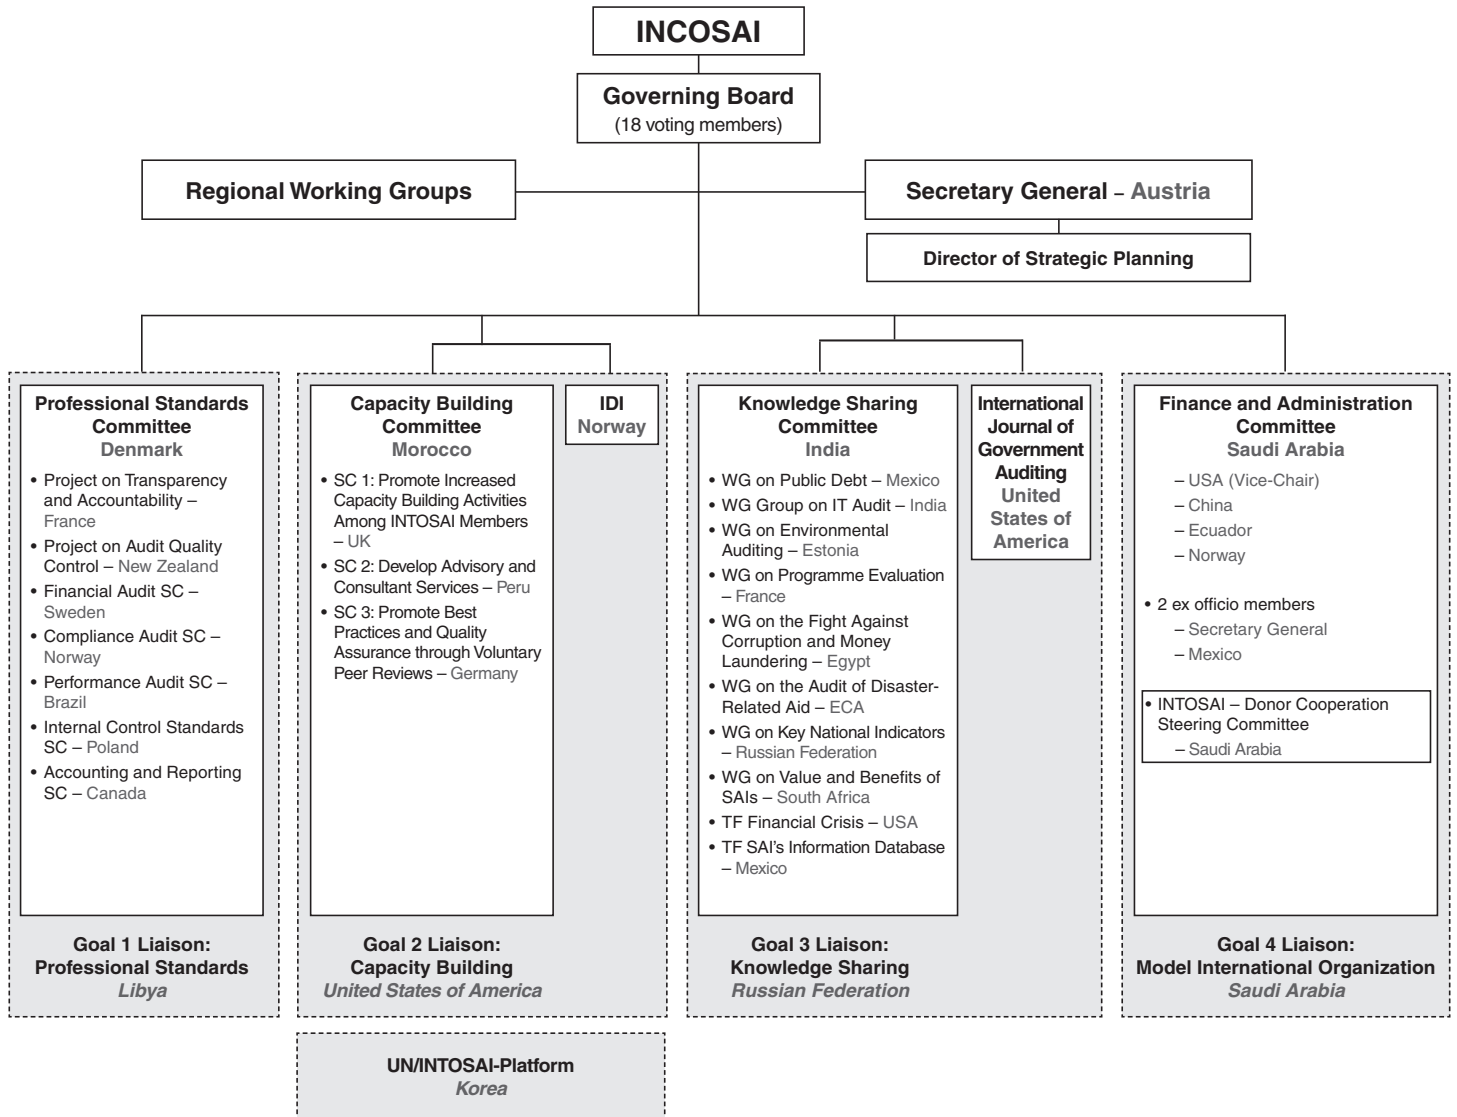 INCOSAI
Governing Board
(18 voting members)
Regional Working Groups
Secretary General – Austria
Director of Strategic Planning
Professional Standards
Committee
Denmark
• Project on Transparency
and Accountability –
France
• Project on Audit Quality
Control – New Zealand
• Financial Audit SC –
Sweden
• Compliance Audit SC –
Norway
• Performance Audit SC –
Brazil
• Internal Control Standards
SC – Poland
• Accounting and Reporting
SC – Canada
Goal 1 Liaison:
Professional Standards
Libya
Capacity Building
Committee
Morocco
• SC 1: Promote Increased
Capacity Building Activities
Among INTOSAI Members
– UK
• SC 2: Develop Advisory and
Consultant Services – Peru
• SC 3: Promote Best
Practices and Quality
Assurance through Voluntary
Peer Reviews – Germany
IDI
Norway
Goal 2 Liaison:
Capacity Building
United States of America
UN/INTOSAI-Platform
Korea
Knowledge Sharing
Committee
India
• WG on Public Debt – Mexico
• WG Group on IT Audit – India
• WG on Environmental
Auditing – Estonia
• WG on Programme Evaluation
– France
• WG on the Fight Against
Corruption and Money
Laundering – Egypt
• WG on the Audit of Disaster-
Related Aid – ECA
• WG on Key National Indicators
– Russian Federation
• WG on Value and Benefits of
SAIs – South Africa
• TF Financial Crisis – USA
• TF SAI's Information Database
– Mexico
International
Journal of
Government
Auditing
United
States of
America
Goal 3 Liaison:
Knowledge Sharing
Russian Federation
Finance and Administration
Committee
Saudi Arabia
– USA (Vice-Chair)
– China
– Ecuador
– Norway
• 2 ex officio members
– Secretary General
– Mexico
• INTOSAI – Donor Cooperation
Steering Committee
– Saudi Arabia
Goal 4 Liaison:
Model International Organization
Saudi Arabia